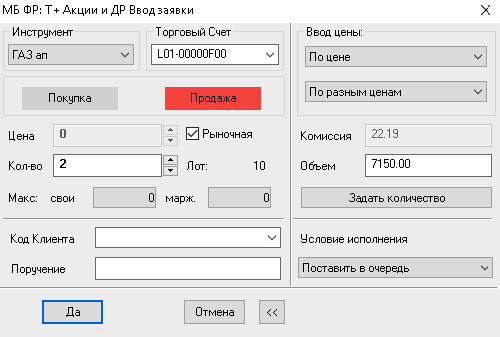 МБ ФР: Т+ Акции и ДР Ввод заявки
Инструмент
ГАЗ ап
Торговый Счет
L01-00000F00
Ввод цены:
По цене
По разным ценам
Покупка
Продажа
Цена
0
Рыночная
Комиссия
22.19
Кол-во
2
Лот:
10
Объем
7150.00
Макс:
свои
0
марж.
0
Задать количество
Код Клиента
Поручение
Условие исполнения
Поставить в очередь
Да
Отмена
<<